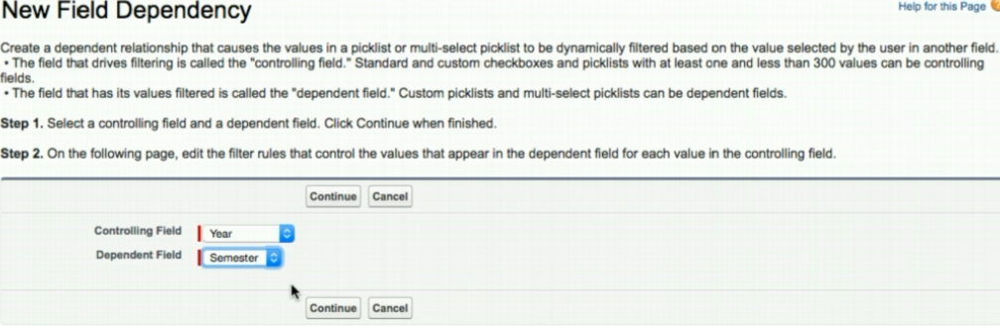 New Field Dependency
Help for this Page
Create a dependent relationship that causes the values in a picklist or multi-select picklist to be dynamically filtered based on the value selected by the user in another field.
• The field that drives filtering is called the "controlling field." Standard and custom checkboxes and picklists with at least one and less than 300 values can be controlling
fields.
• The field that has its values filtered is called the "dependent field." Custom picklists and multi-select picklists can be dependent fields.
Step 1. Select a controlling field and a dependent field. Click Continue when finished.
Step 2. On the following page, edit the filter rules that control the values that appear in the dependent field for each value in the controlling field.
Continue Cancel
Controlling Field Year
Dependent Field Semester
Continue Cancel